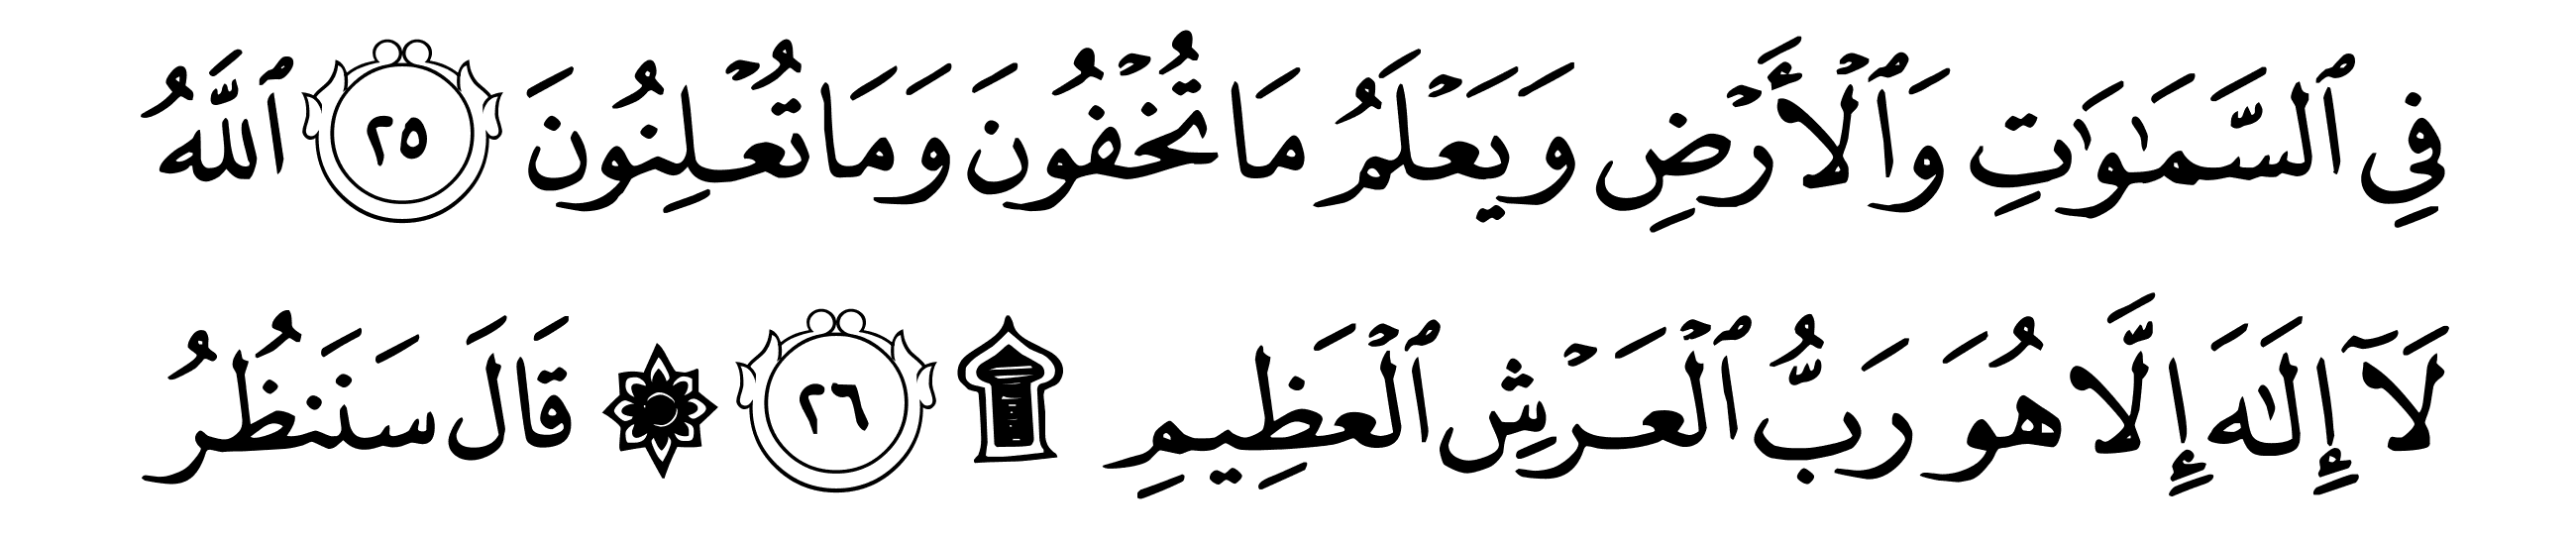 فِي ٱلسَّمَٰوَٰتِ وَٱلۡأَرۡضِ وَيَعۡلَمُ مَا تُخۡفُونَ وَمَا تُعۡلِنُونَ ٢٥ ٱللَّهُ
لَآ إِلَٰهَ إِلَّا هُوَ رَبُّ ٱلۡعَرۡشِ ٱلۡعَظِيمِ ۩ ٢٦ ۞ قَالَ سَنَنظُرُ